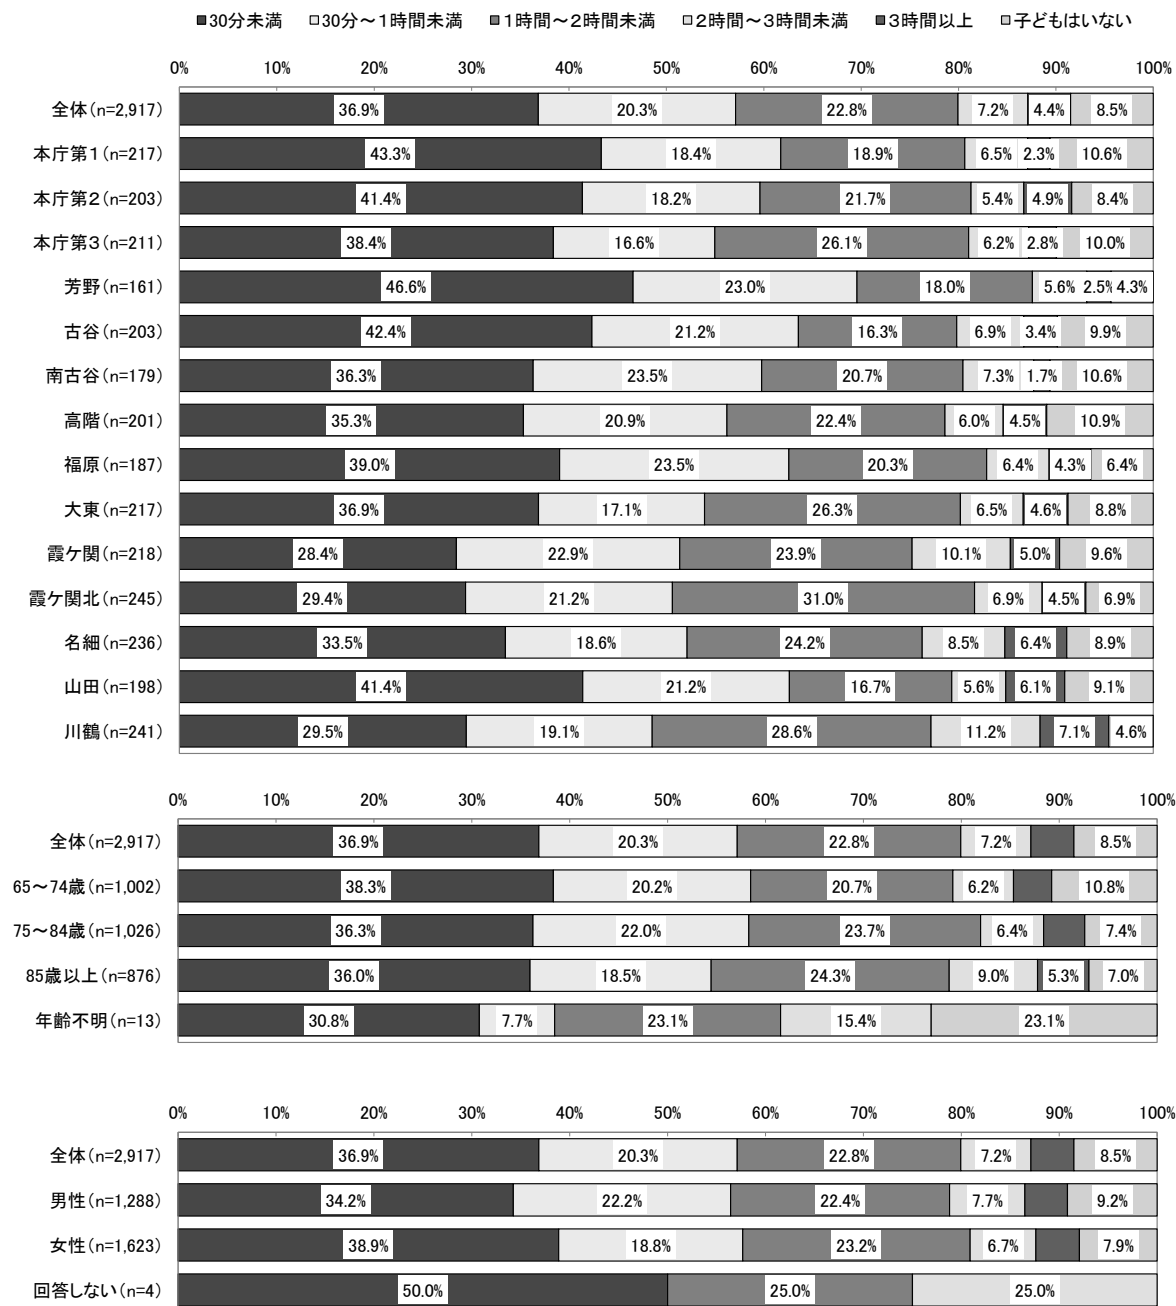 ■30分未満 □30分～1時間未満 ■1時間～2時間未満 □2時間～3時間未満 ■3時間以上 □子どもはいない
0% 10% 20% 30% 40% 50% 60% 70% 80% 90% 100%
全体(n=2,917) 36.9% 20.3% 22.8% 7.2% 4.4% 8.5%
本庁第1(n=217) 43.3% 18.4% 18.9% 6.5% 2.3% 10.6%
本庁第2(n=203) 41.4% 18.2% 21.7% 5.4% 4.9% 8.4%
本庁第3(n=211) 38.4% 16.6% 26.1% 6.2% 2.8% 10.0%
芳野(n=161) 46.6% 23.0% 18.0% 5.6% 2.5% 4.3%
古谷(n=203) 42.4% 21.2% 16.3% 6.9% 3.4% 9.9%
南古谷(n=179) 36.3% 23.5% 20.7% 7.3% 1.7% 10.6%
高階(n=201) 35.3% 20.9% 22.4% 6.0% 4.5% 10.9%
福原(n=187) 39.0% 23.5% 20.3% 6.4% 4.3% 6.4%
大東(n=217) 36.9% 17.1% 26.3% 6.5% 4.6% 8.8%
霞ケ関(n=218) 28.4% 22.9% 23.9% 10.1% 5.0% 9.6%
霞ケ関北(n=245) 29.4% 21.2% 31.0% 6.9% 4.5% 6.9%
名細(n=236) 33.5% 18.6% 24.2% 8.5% 6.4% 8.9%
山田(n=198) 41.4% 21.2% 16.7% 5.6% 6.1% 9.1%
川鶴(n=241) 29.5% 19.1% 28.6% 11.2% 7.1% 4.6%
0% 10% 20% 30% 40% 50% 60% 70% 80% 90% 100%
全体(n=2,917) 36.9% 20.3% 22.8% 7.2% 8.5%
65～74歳(n=1,002) 38.3% 20.2% 20.7% 6.2% 10.8%
75～84歳(n=1,026) 36.3% 22.0% 23.7% 6.4% 7.4%
85歳以上(n=876) 36.0% 18.5% 24.3% 9.0% 5.3% 7.0%
年齢不明(n=13) 30.8% 7.7% 23.1% 15.4% 23.1%
0% 10% 20% 30% 40% 50% 60% 70% 80% 90% 100%
全体(n=2,917) 36.9% 20.3% 22.8% 7.2% 8.5%
男性(n=1,288) 34.2% 22.2% 22.4% 7.7% 9.2%
女性(n=1,623) 38.9% 18.8% 23.2% 6.7% 7.9%
回答しない(n=4) 50.0% 25.0% 25.0%